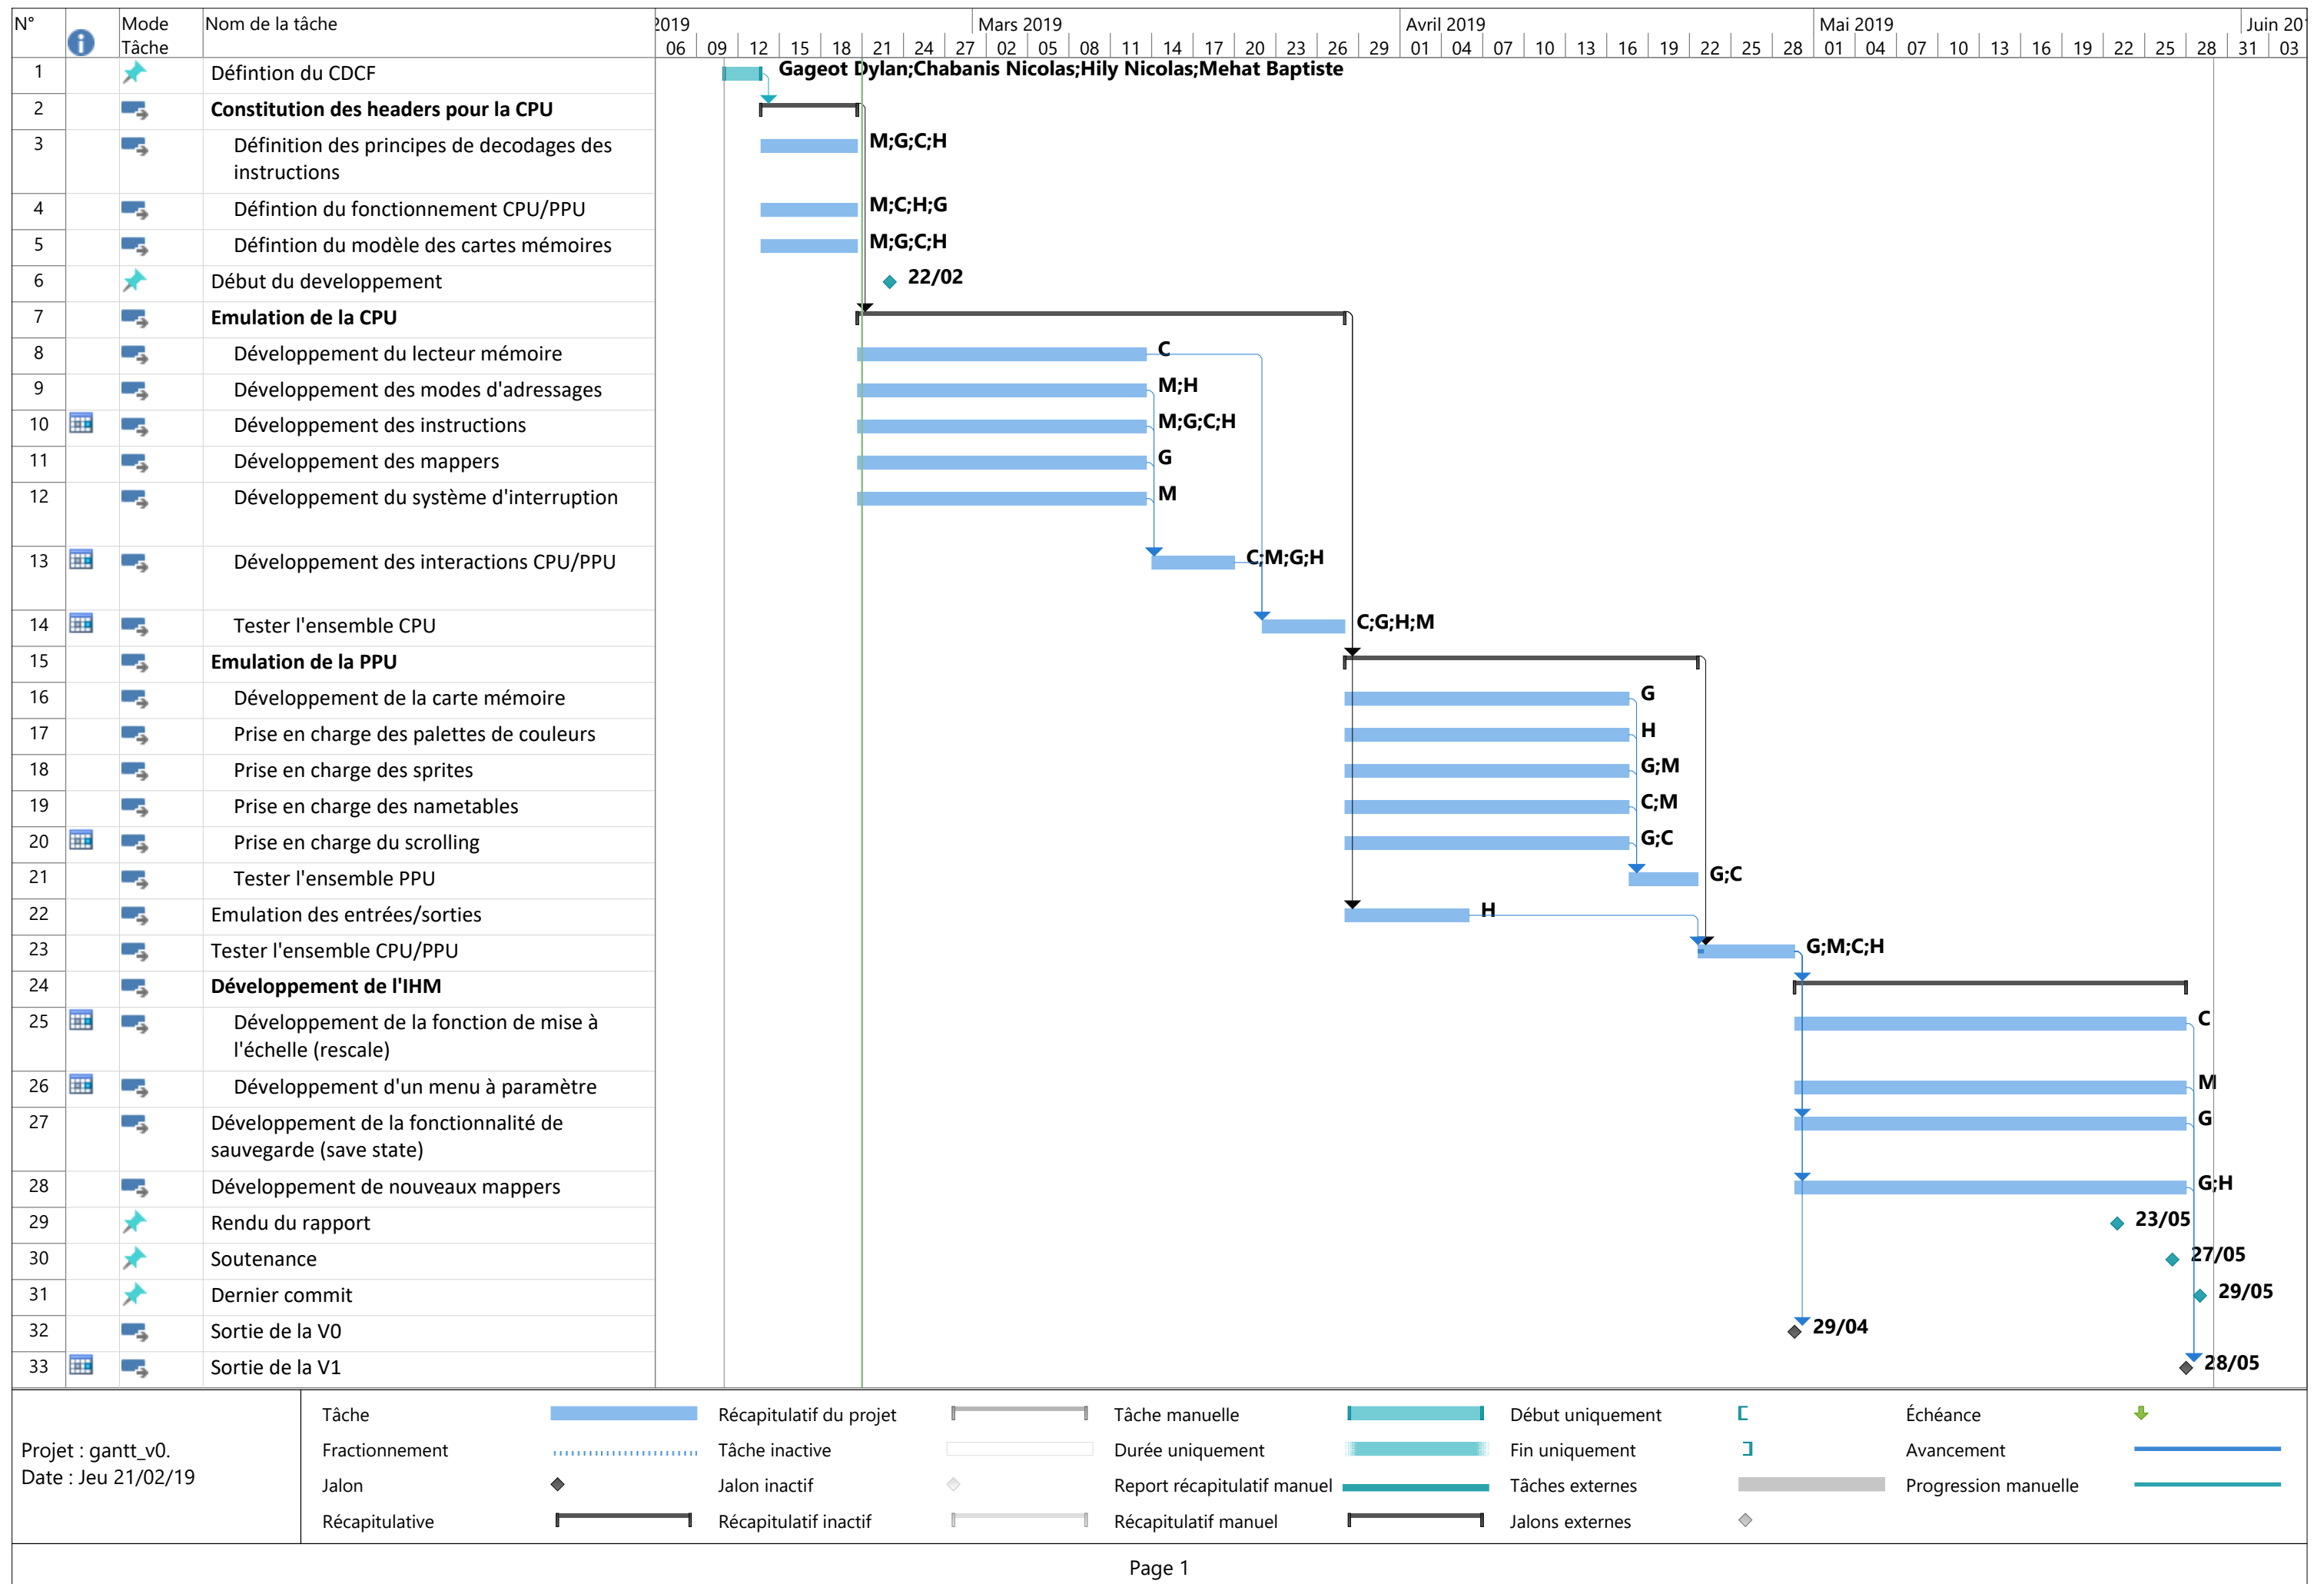 N° Mode Tâche Nom de la tâche
2019 Mars 2019 Avril 2019 Mai 2019 Juin 20
06 09 12 15 18 21 24 27 02 05 08 11 14 17 20 23 26 29 01 04 07 10 13 16 19 22 25 28 01 04 07 10 13 16 19 22 25 28 31 03
1 Défintion du CDCF Gageot Dylan;Chabanis Nicolas;Hily Nicolas;Mehat Baptiste
2 Constitution des headers pour la CPU
3 Définition des principes de decodages des instructions M;G;C;H
4 Défintion du fonctionnement CPU/PPU M;C;H;G
5 Défintion du modèle des cartes mémoires M;G;C;H
6 Début du developpement 22/02
7 Emulation de la CPU
8 Développement du lecteur mémoire C
9 Développement des modes d'adressages M;H
10 Développement des instructions M;G;C;H
11 Développement des mappers G
12 Développement du système d'interruption M
13 Développement des interactions CPU/PPU C;M;G;H
14 Tester l'ensemble CPU C;G;H;M
15 Emulation de la PPU
16 Développement de la carte mémoire G
17 Prise en charge des palettes de couleurs H
18 Prise en charge des sprites G;M
19 Prise en charge des nametables C;M
20 Prise en charge du scrolling G;C
21 Tester l'ensemble PPU G;C
22 Emulation des entrées/sorties H
23 Tester l'ensemble CPU/PPU G;M;C;H
24 Développement de l'IHM
25 Développement de la fonction de mise à l'échelle (rescale) C
26 Développement d'un menu à paramètre M
27 Développement de la fonctionnalité de sauvegarde (save state) G
28 Développement de nouveaux mappers G;H
29 Rendu du rapport 23/05
30 Soutenance 27/05
31 Dernier commit 29/05
32 Sortie de la V0 29/04
33 Sortie de la V1 28/05
Projet : gantt_v0.
Date : Jeu 21/02/19
Tâche Récapitulatif du projet Tâche manuelle Début uniquement Échéance
Fractionnement Tâche inactive Durée uniquement Fin uniquement Avancement
Jalon Jalon inactif Report récapitulatif manuel Tâches externes Progression manuelle
Récapitulative Récapitulatif inactif Récapitulatif manuel Jalons externes
Page 1